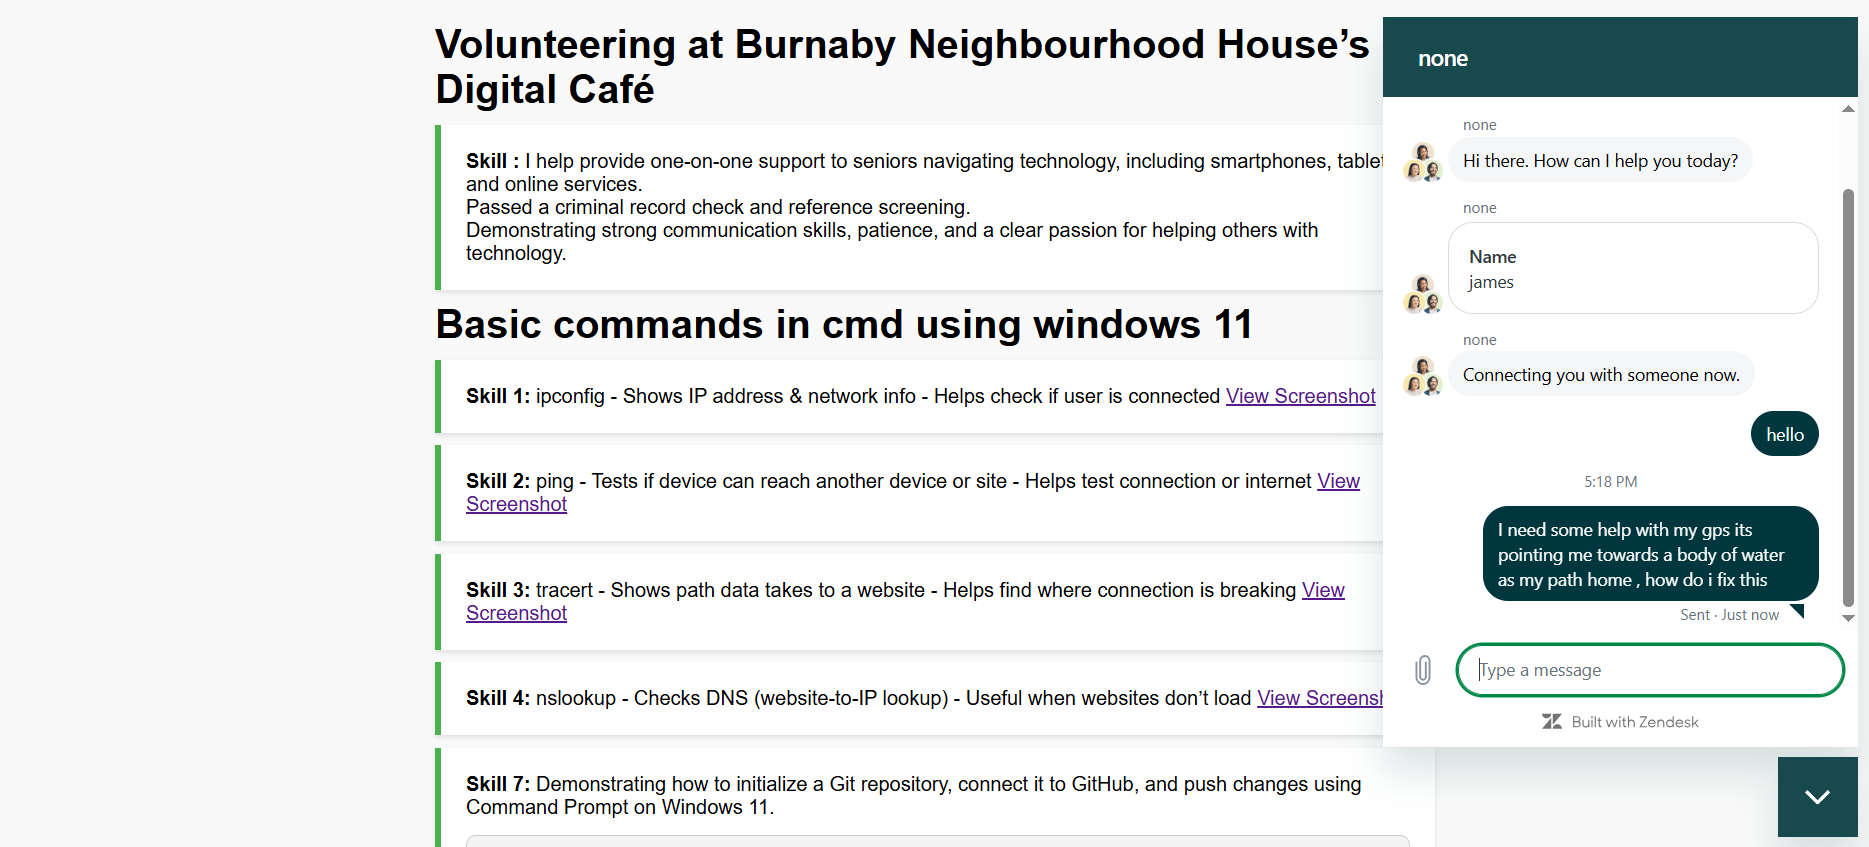 Volunteering at Burnaby Neighbourhood House’s
Digital Café
Skill : I help provide one-on-one support to seniors navigating technology, including smartphones,
and online services.
Passed a criminal record check and reference screening.
Demonstrating strong communication skills, patience, and a clear passion for helping others with
technology.
Basic commands in cmd using windows 11
Skill 1: ipconfig - Shows IP address & network info - Helps check if user is connected View Screenshot
Skill 2: ping - Tests if device can reach another device or site - Helps test connection or internet View
Screenshot
Skill 3: tracert - Shows path data takes to a website - Helps find where connection is breaking View
Screenshot
Skill 4: nslookup - Checks DNS (website-to-IP lookup) - Useful when websites don’t load View
Skill 7: Demonstrating how to initialize a Git repository, connect it to GitHub, and push changes using
Command Prompt on Windows 11.
none
none
Hi there. How can I help you today?
none
Name
james
none
Connecting you with someone now.
hello
5:18 PM
I need some help with my gps its
pointing me towards a body of water
as my path home , how do i fix this
Sent · Just now
Type a message
Built with Zendesk